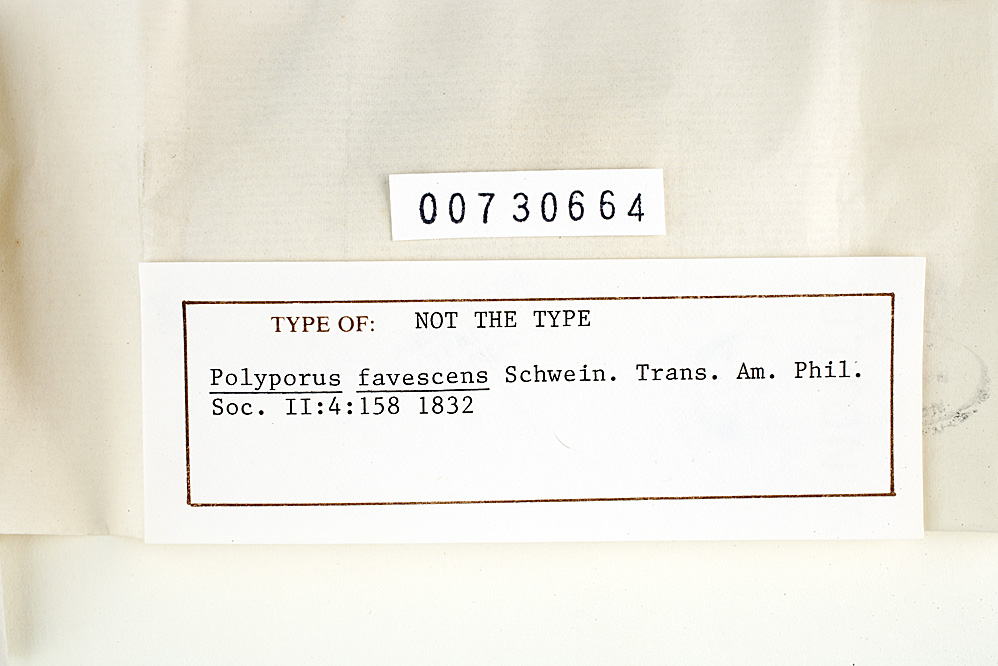 00730664
TYPE OF: NOT THE TYPE
Polyporus favescens Schwein. Trans. Am. Phil.
Soc. II:4:158 1832